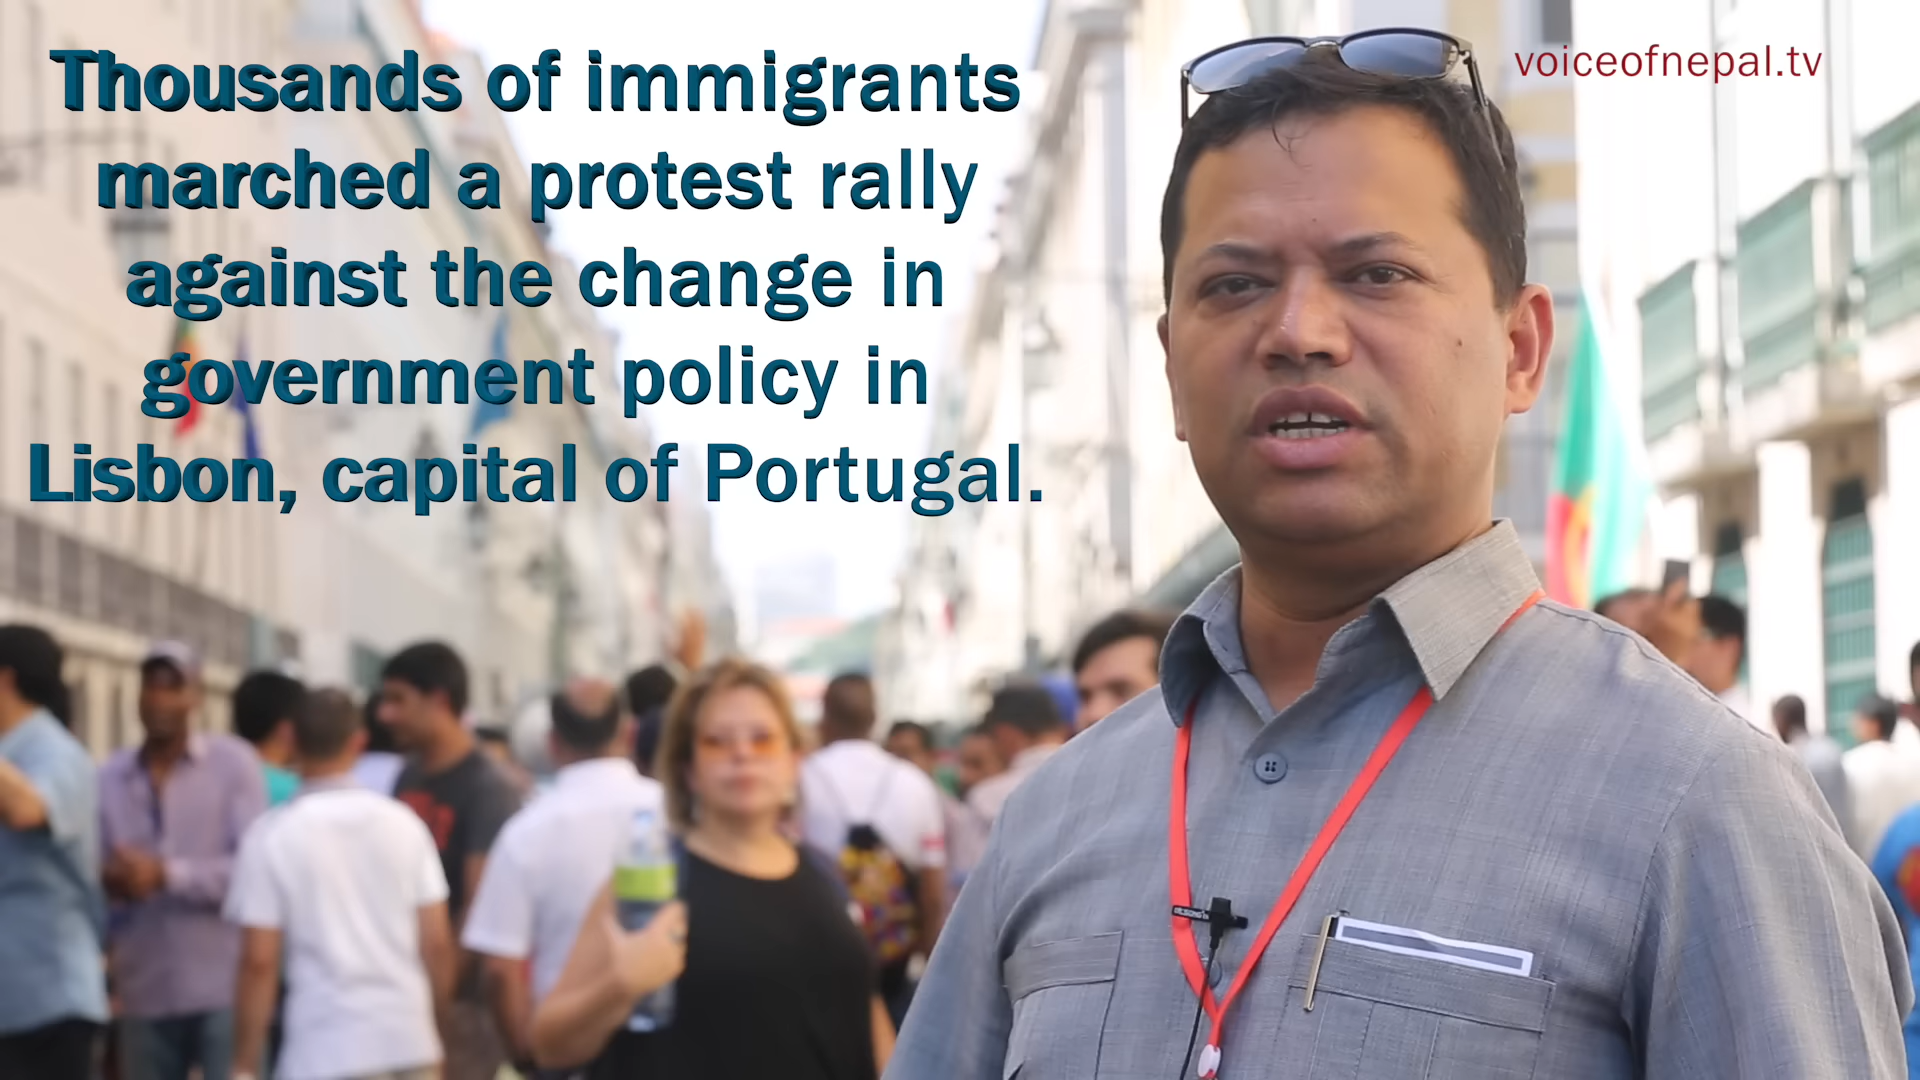 Thousands of immigrants
marched a protest rally
against the change in
government policy in
Lisbon, capital of Portugal.
voiceofnepal.tv